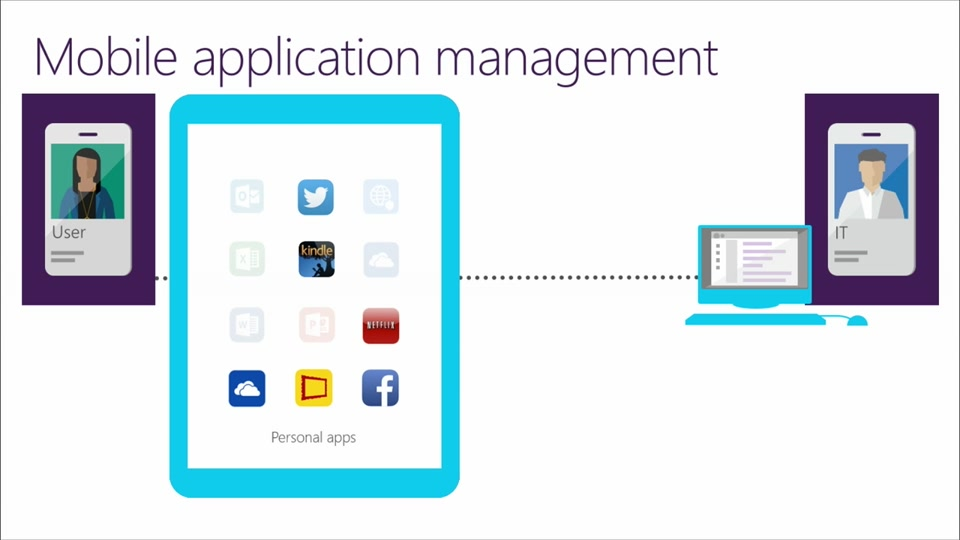 Mobile application management
User
IT
kindle
NETFLIX
Personal apps